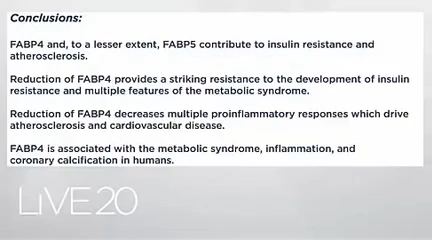 Conclusions:
FABP4 and, to a lesser extent, FABP5 contribute to insulin resistance and
atherosclerosis.
Reduction of FABP4 provides a striking resistance to the development of insulin
resistance and multiple features of the metabolic syndrome.
Reduction of FABP4 decreases multiple proinflammatory responses which drive
atherosclerosis and cardiovascular disease.
FABP4 is associated with the metabolic syndrome, inflammation, and
coronary calcification in humans.
LiVE20